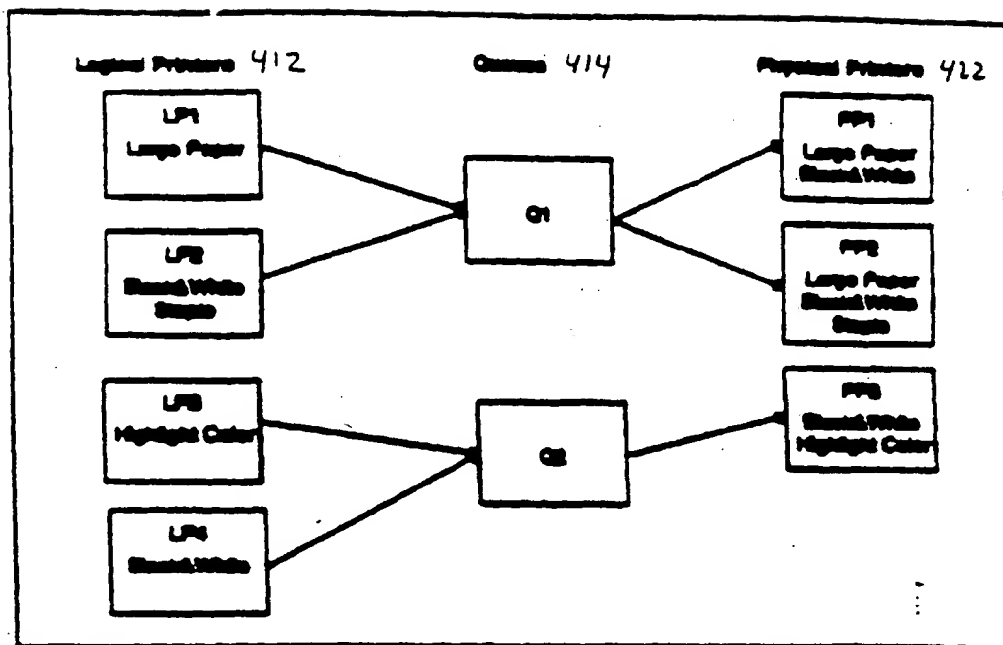 Logical Printers 412
Queues 414
Physical Printers 422
LP1
Large Paper
LP2
Black&White
Staple
LP3
Highlight Color
LP4
Black&White
Q1
Q2
PP1
Large Paper
Black&White
PP2
Large Paper
Black&White
Staple
PP3
Black&White
Highlight Color